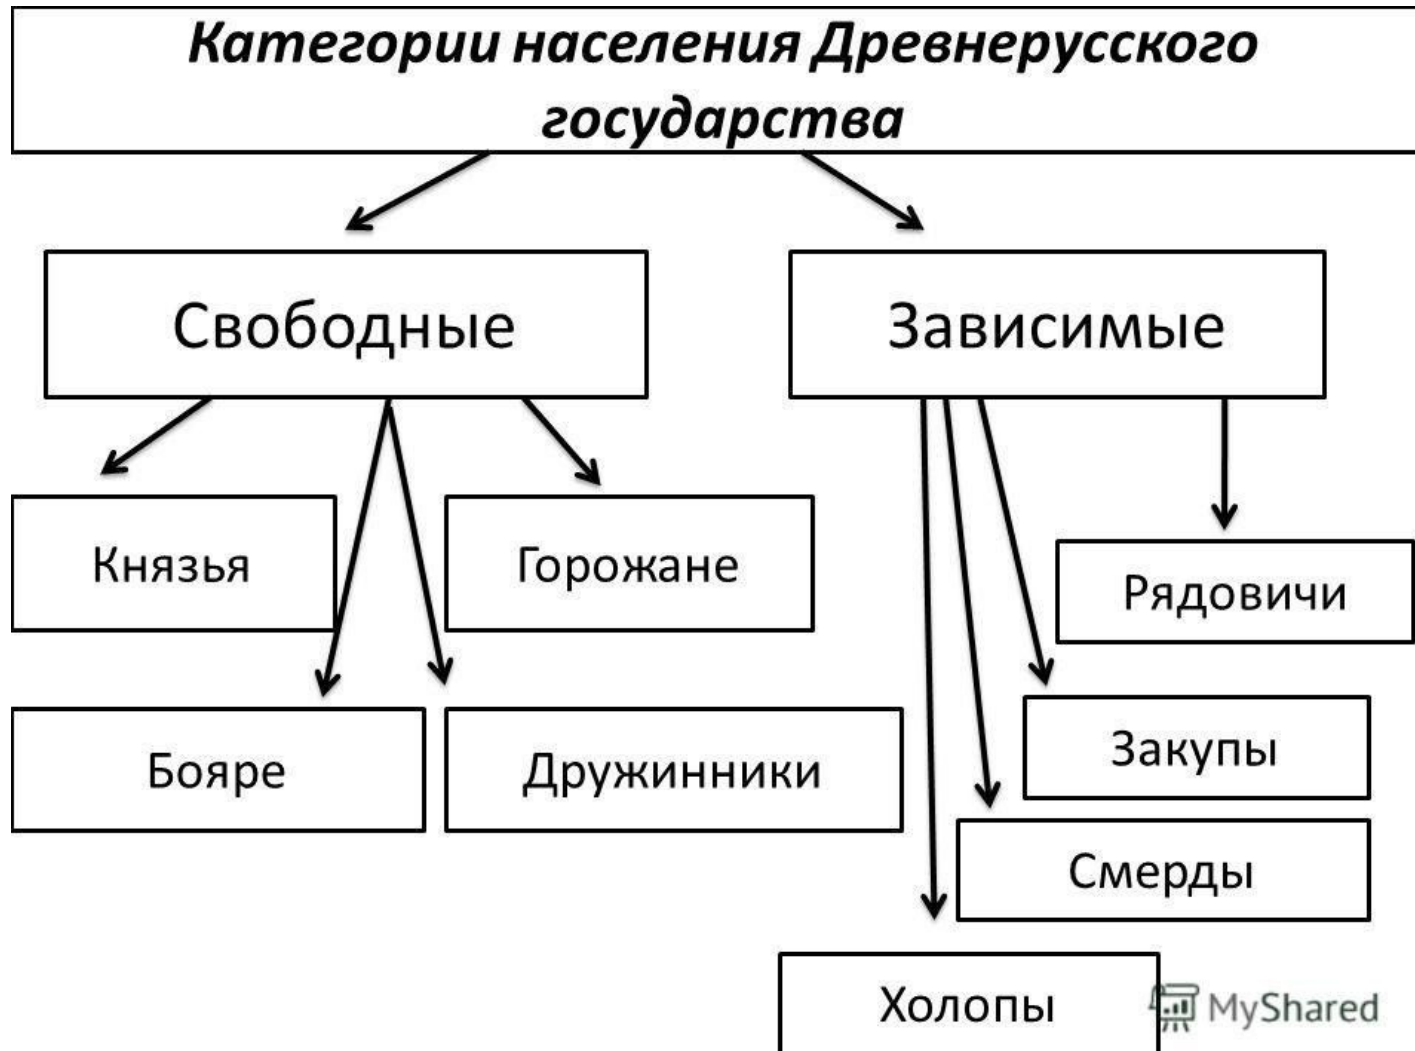 Категории населения Древнерусского
государства
Свободные
Зависимые
Князья
Горожане
Рядовичи
Бояре
Дружинники
Закупы
Смерды
Холопы
MyShared